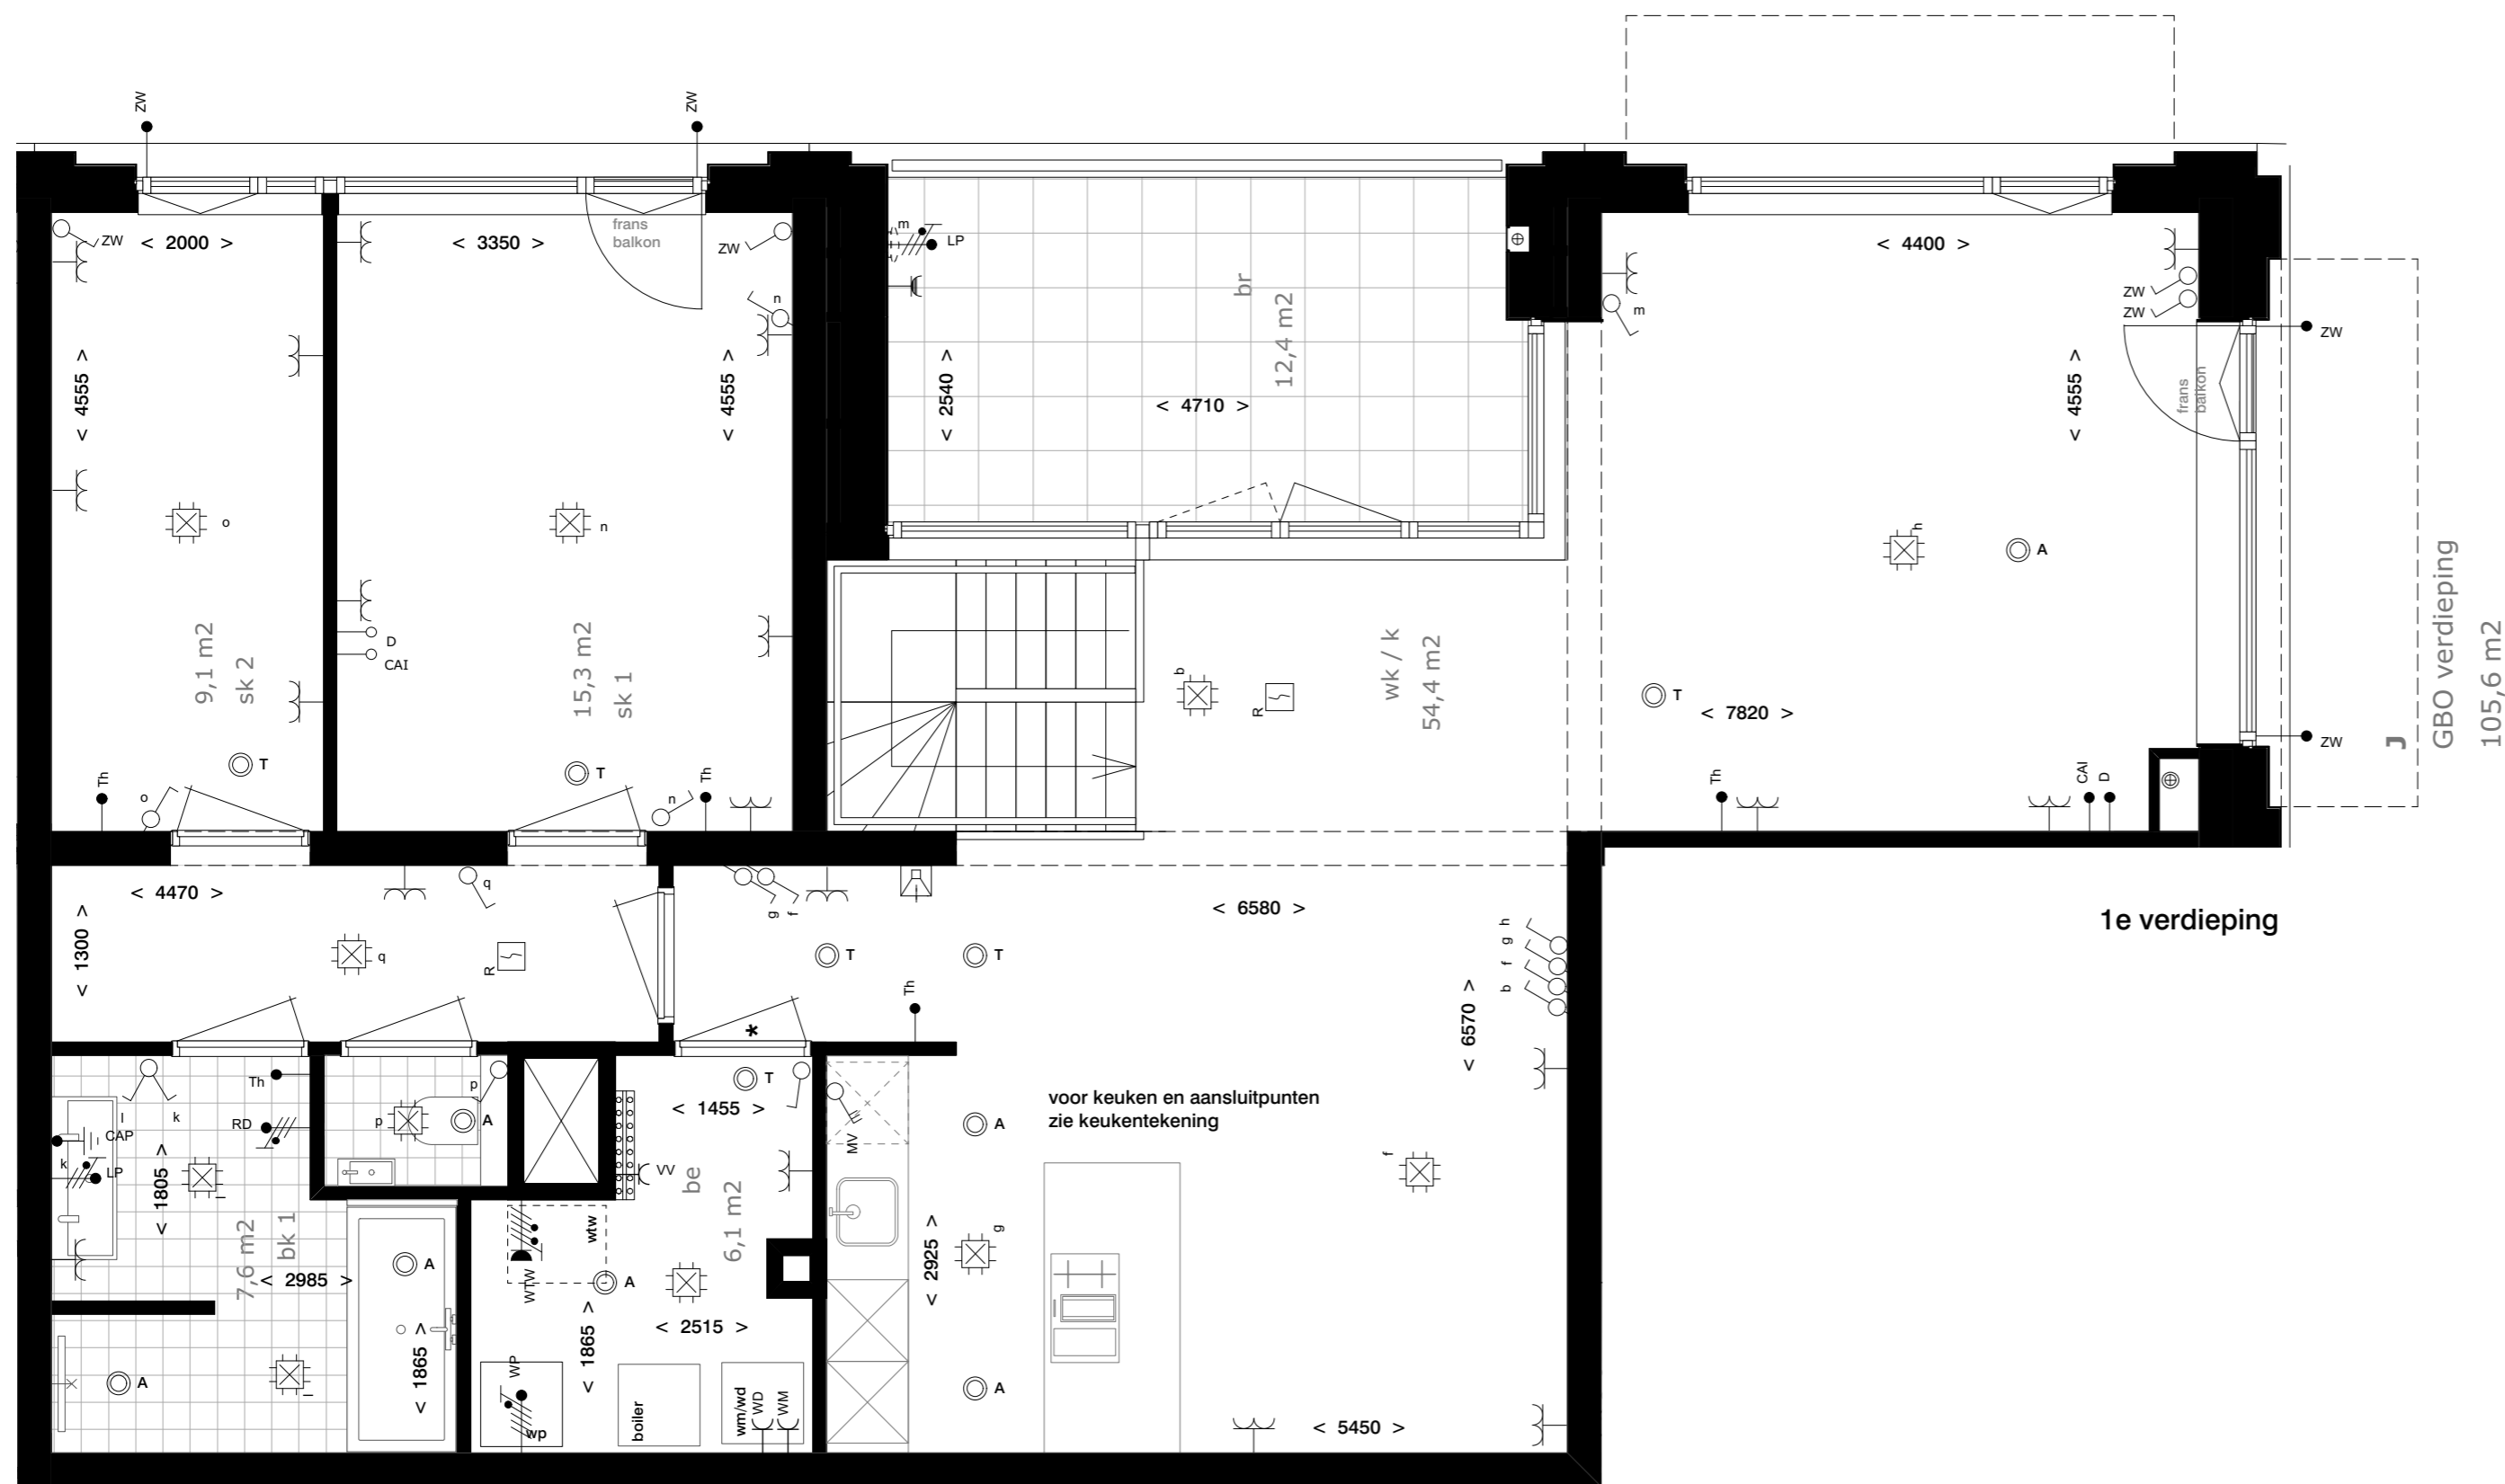 ZW
ZW
ZW
< 2000 >
< 3350 >
frans
balkon
ZW
m
LP
< 4400 >
n
br
12,4 m2
m
ZW
ZW
ZW
< 4555 >
< 4555 >
< 2540 >
< 4710 >
< 4555 >
frans
balkon
o
n
h
A
GBO verdieping
105,6 m2
J
D
CAI
9,1 m2
sk 2
15,3 m2
sk 1
b
R
wk / k
54,4 m2
T
< 7820 >
ZW
T
T
Th
o
n
Th
Th
CAI
D
< 4470 >
q
g
f
< 6580 >
1e verdieping
< 1300 >
q
R
T
T
h
g
f
b
Th
< 6570 >
*
Th
p
T
< 1455 >
voor keuken en aansluitpunten
zie keukentekening
l
k
RD
p
A
A
CAP
MV
k
LP
< 1805 >
l
VV
be
6,1 m2
f
7,6 m2
bk 1
wtw
g
< 2925 >
< 2985 >
A
WTW
A
< 1865 >
< 2515 >
< 1865 >
A
l
WP
wp
boiler
wm/wd
WD
WM
A
< 5450 >